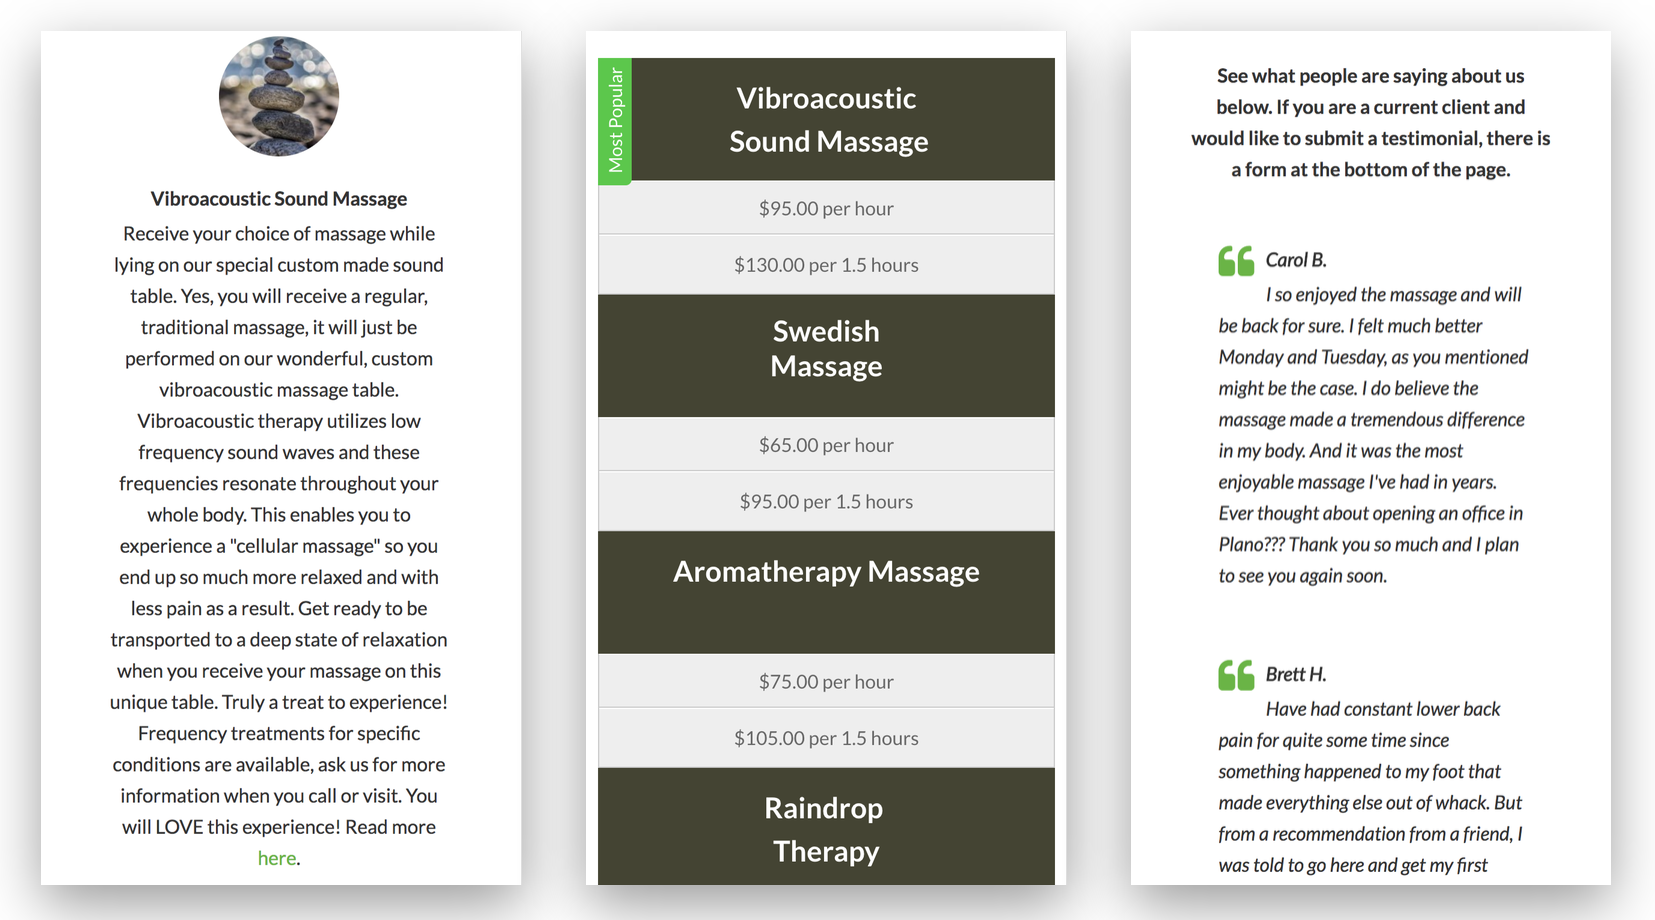 Vibroacoustic Sound Massage
Receive your choice of massage while
lying on our special custom made sound
table. Yes, you will receive a regular,
traditional massage, it will just be
performed on our wonderful, custom
vibroacoustic massage table.
Vibroacoustic therapy utilizes low
frequency sound waves and these
frequencies resonate throughout your
whole body. This enables you to
experience a "cellular massage" so you
end up so much more relaxed and with
less pain as a result. Get ready to be
transported to a deep state of relaxation
when you receive your massage on this
unique table. Truly a treat to experience!
Frequency treatments for specific
conditions are available, ask us for more
information when you call or visit. You
will LOVE this experience! Read more
here.
Most Popular
Vibroacoustic
Sound Massage
$95.00 per hour
$130.00 per 1.5 hours
Swedish
Massage
$65.00 per hour
$95.00 per 1.5 hours
Aromatherapy Massage
$75.00 per hour
$105.00 per 1.5 hours
Raindrop
Therapy
See what people are saying about us
below. If you are a current client and
would like to submit a testimonial, there is
a form at the bottom of the page.
Carol B.
I so enjoyed the massage and will
be back for sure. I felt much better
Monday and Tuesday, as you mentioned
might be the case. I do believe the
massage made a tremendous difference
in my body. And it was the most
enjoyable massage I've had in years.
Ever thought about opening an office in
Plano??? Thank you so much and I plan
to see you again soon.
Brett H.
Have had constant lower back
pain for quite some time since
something happened to my foot that
made everything else out of whack. But
from a recommendation from a friend, I
was told to go here and get my first